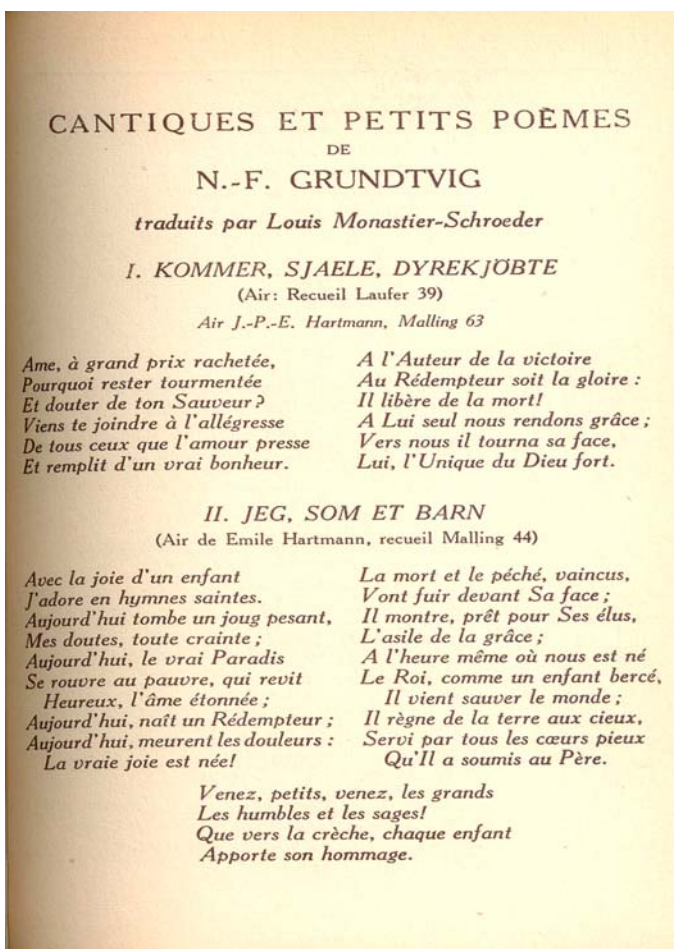 CANTIQUES ET PETITS POÈMES
DE
N.-F. GRUNDTVIG
traduits par Louis Monastier-Schroeder
I. KOMMER, SJAELE, DYREKJÖBTE
(Air: Recueil Laufer 39)
Air J.-P.-E. Hartmann, Malling 63
Ame, à grand prix rachetée,
Pourquoi rester tourmentée
Et douter de ton Sauveur?
Viens te joindre à l'allégresse
De tous ceux que l'amour presse
Et remplit d'un vrai bonheur.
A l'Auteur de la victoire
Au Rédempteur soit la gloire :
Il libère de la mort!
A Lui seul nous rendons grâce ;
Vers nous il tourna sa face,
Lui, l'Unique du Dieu fort.
II. JEG, SOM ET BARN
(Air de Emile Hartmann, recueil Malling 44)
Avec la joie d'un enfant
J'adore en hymnes saintes.
Aujourd'hui tombe un joug pesant,
Mes doutes, toute crainte ;
Aujourd'hui, le vrai Paradis
Se rouvre au pauvre, qui revit
Heureux, l'âme étonnée ;
Aujourd'hui, naît un Rédempteur ;
Aujourd'hui, meurent les douleurs :
La vraie joie est née!
La mort et le péché, vaincus,
Vont fuir devant Sa face ;
Il montre, prêt pour Ses élus,
L'asile de la grâce ;
A l'heure même où nous est né
Le Roi, comme un enfant bercé,
Il vient sauver le monde ;
Il règne de la terre aux cieux,
Servi par tous les cœurs pieux
Qu'Il a soumis au Père.
Venez, petits, venez, les grands
Les humbles et les sages!
Que vers la crèche, chaque enfant
Apporte son hommage.